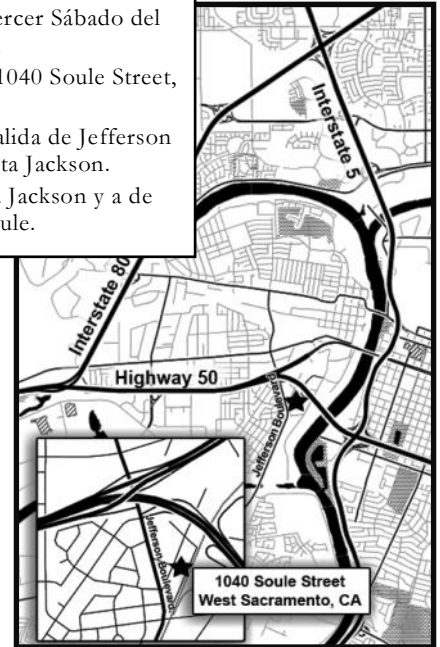 ercer Sábado del
1040 Soule Street,
alida de Jefferson
ta Jackson.
Jackson y a de
ule.
Interstate 5
Interstate 80
Highway 50
Jefferson Boulevard
Jefferson Boulevard
1040 Soule Street
West Sacramento, CA